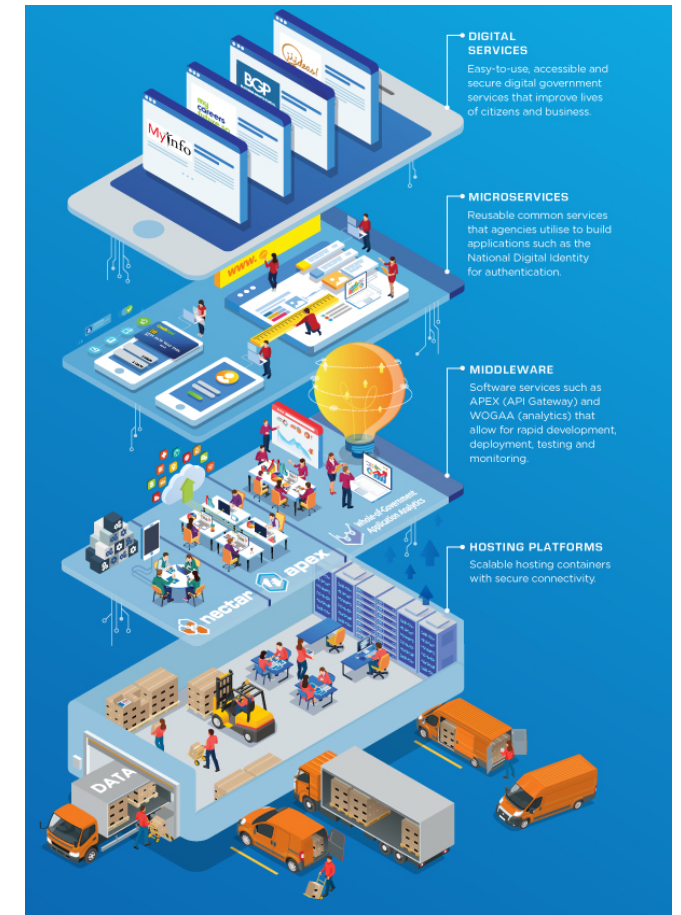 DIGITAL
SERVICES
Easy-to-use, accessible and
secure digital government
services that improve lives
of citizens and business.
ideas!
BGP
my
careers
MyInfo
MICROSERVICES
Reusable common services
that agencies utilise to build
applications such as the
National Digital Identity
for authentication.
www. @
MIDDLEWARE
Software services such as
APEX (API Gateway) and
WOGAA (analytics) that
allow for rapid development,
deployment, testing and
monitoring.
Whole-of-Government
Application Analytics
apex
nectar
HOSTING PLATFORMS
Scalable hosting containers
with secure connectivity.
DATA